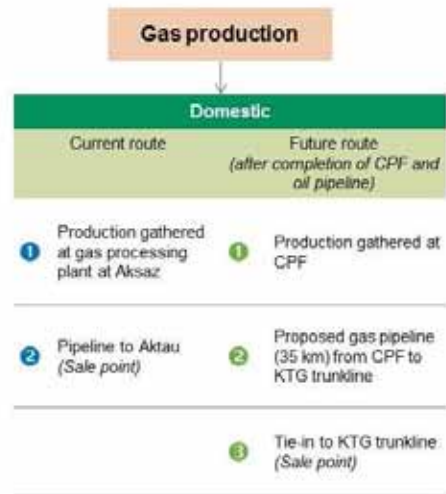 Gas production
Domestic
Current route
Future route
(after completion of CPF and
oil pipeline)
1
Production gathered
at gas processing
plant at Aksaz
1
Production gathered at
CPF
2
Pipeline to Aktau
(Sale point)
2
Proposed gas pipeline
(35 km) from CPF to
KTG trunkline
3
Tie-in to KTG trunkline
(Sale point)